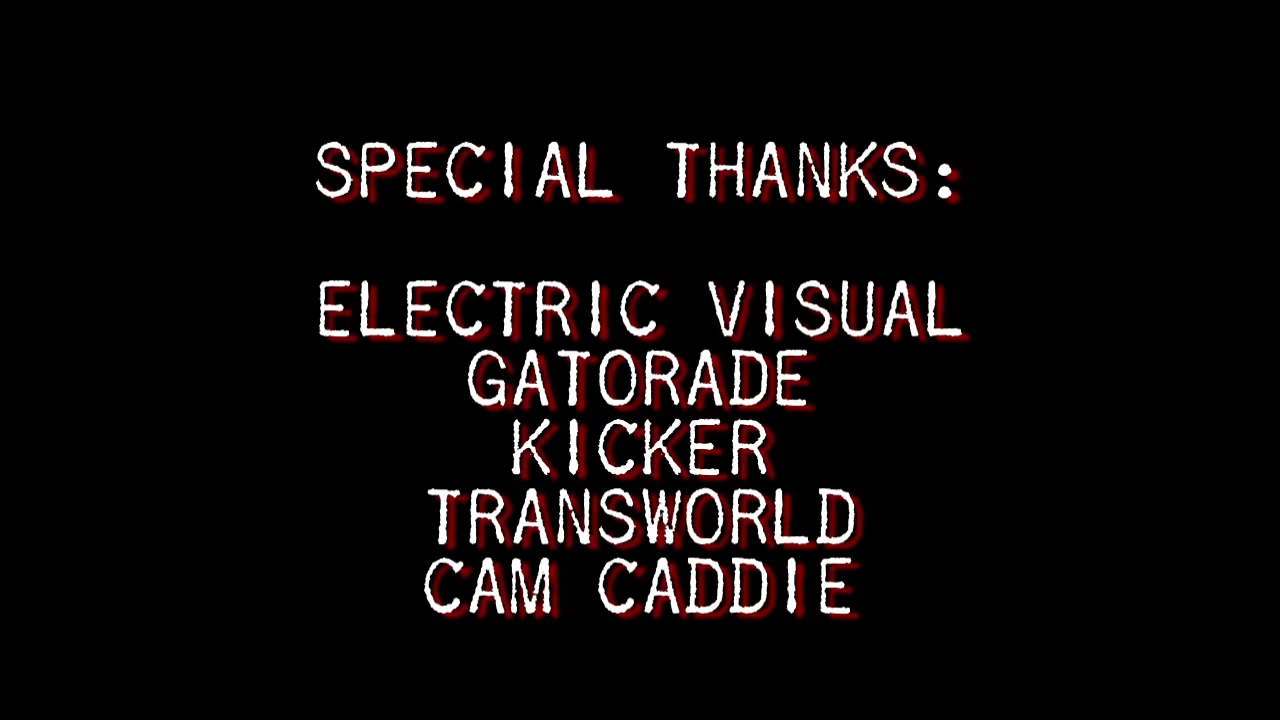 SPECIAL THANKS:
ELECTRIC VISUAL
GATORADE
KICKER
TRANSWORLD
CAM CADDIE